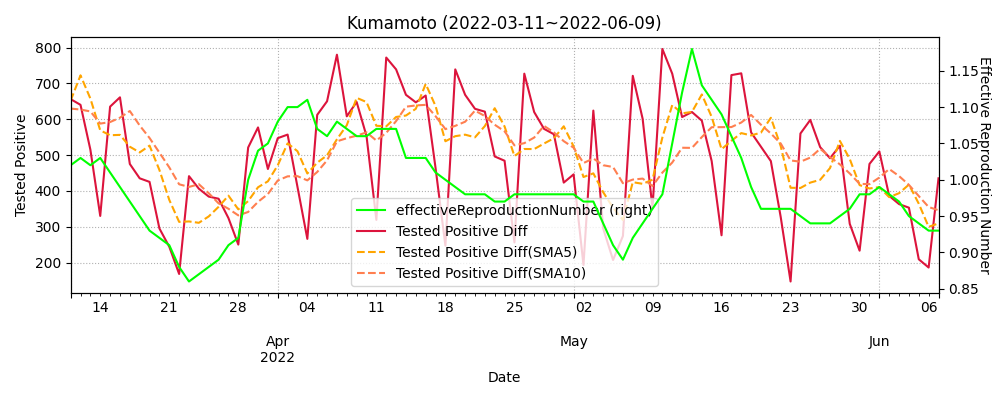 Kumamoto (2022-03-11~2022-06-09)
800
700
600
500
400
300
200
Tested Positive
1.15
1.10
1.05
1.00
0.95
0.90
0.85
Effective Reproduction Number
effectiveReproductionNumber (right)
Tested Positive Diff
Tested Positive Diff(SMA5)
Tested Positive Diff(SMA10)
14 21 28 04 11 18 25 02 09 16 23 30 06
Apr May Jun
2022
Date